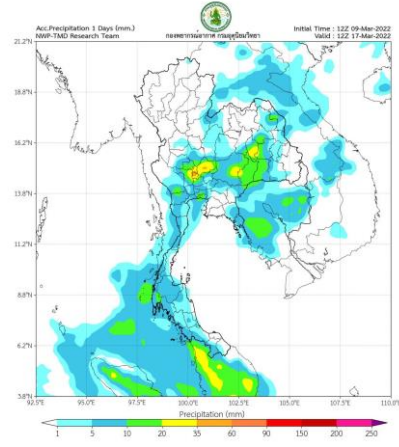 Acc.Precipitation 1 Days (mm.)
NWP-TMD Research Team
กองพยากรณ์อากาศ กรมอุตุนิยมวิทยา
Initial Time : 12Z 09-Mar-2022
Valid : 12Z 17-Mar-2022
21.2°N
18.8°N
16.2°N
13.8°N
11.2°N
8.8°N
6.2°N
3.8°N
92.5°E 95.0°E 97.5°E 100.0°E 102.5°E 105.0°E 107.5°E 110.0°E
Precipitation (mm)
1 5 10 20 35 60 90 150 200 250